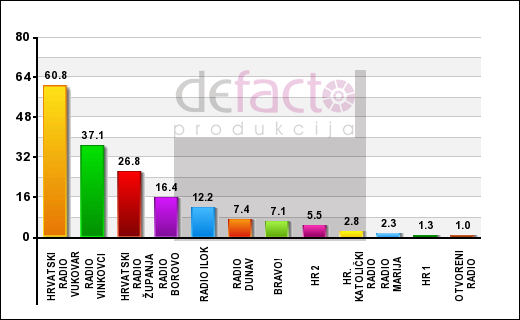 80
64
48
32
16
0
defacto
produkcija
60.8
37.1
26.8
16.4
12.2
7.4
7.1
5.5
2.8
2.3
1.3
1.0
HRVATSKI
RADIO
VUKOVAR
RADIO
VINKOVCI
HRVATSKI
RADIO
ŽUPANJA
RADIO
BOROVO
RADIO ILOK
RADIO
DUNAV
BRAVO!
HR 2
HR.
KATOLIČKI
RADIO
RADIO
MARIJA
HR 1
OTVORENI
RADIO